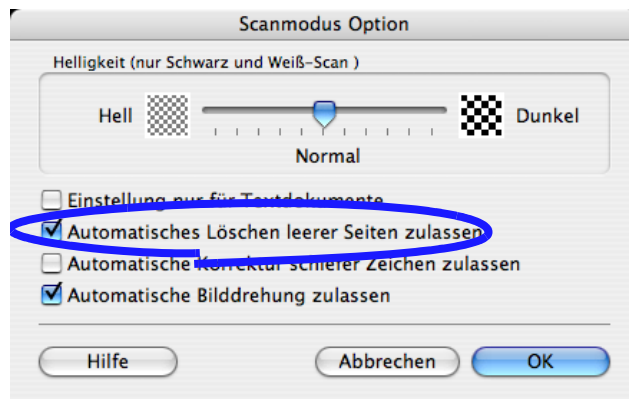 Scanmodus Option
Helligkeit (nur Schwarz und Weiß-Scan )
Hell Dunkel
Normal
Einstellung nur für Textdokumente
Automatisches Löschen leerer Seiten zulassen
Automatische Korrektur schiefer Zeichen zulassen
Automatische Bilddrehung zulassen
Hilfe Abbrechen OK